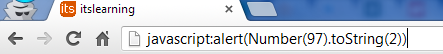 its itslearning
javascript:alert(Number(97).toString(2))